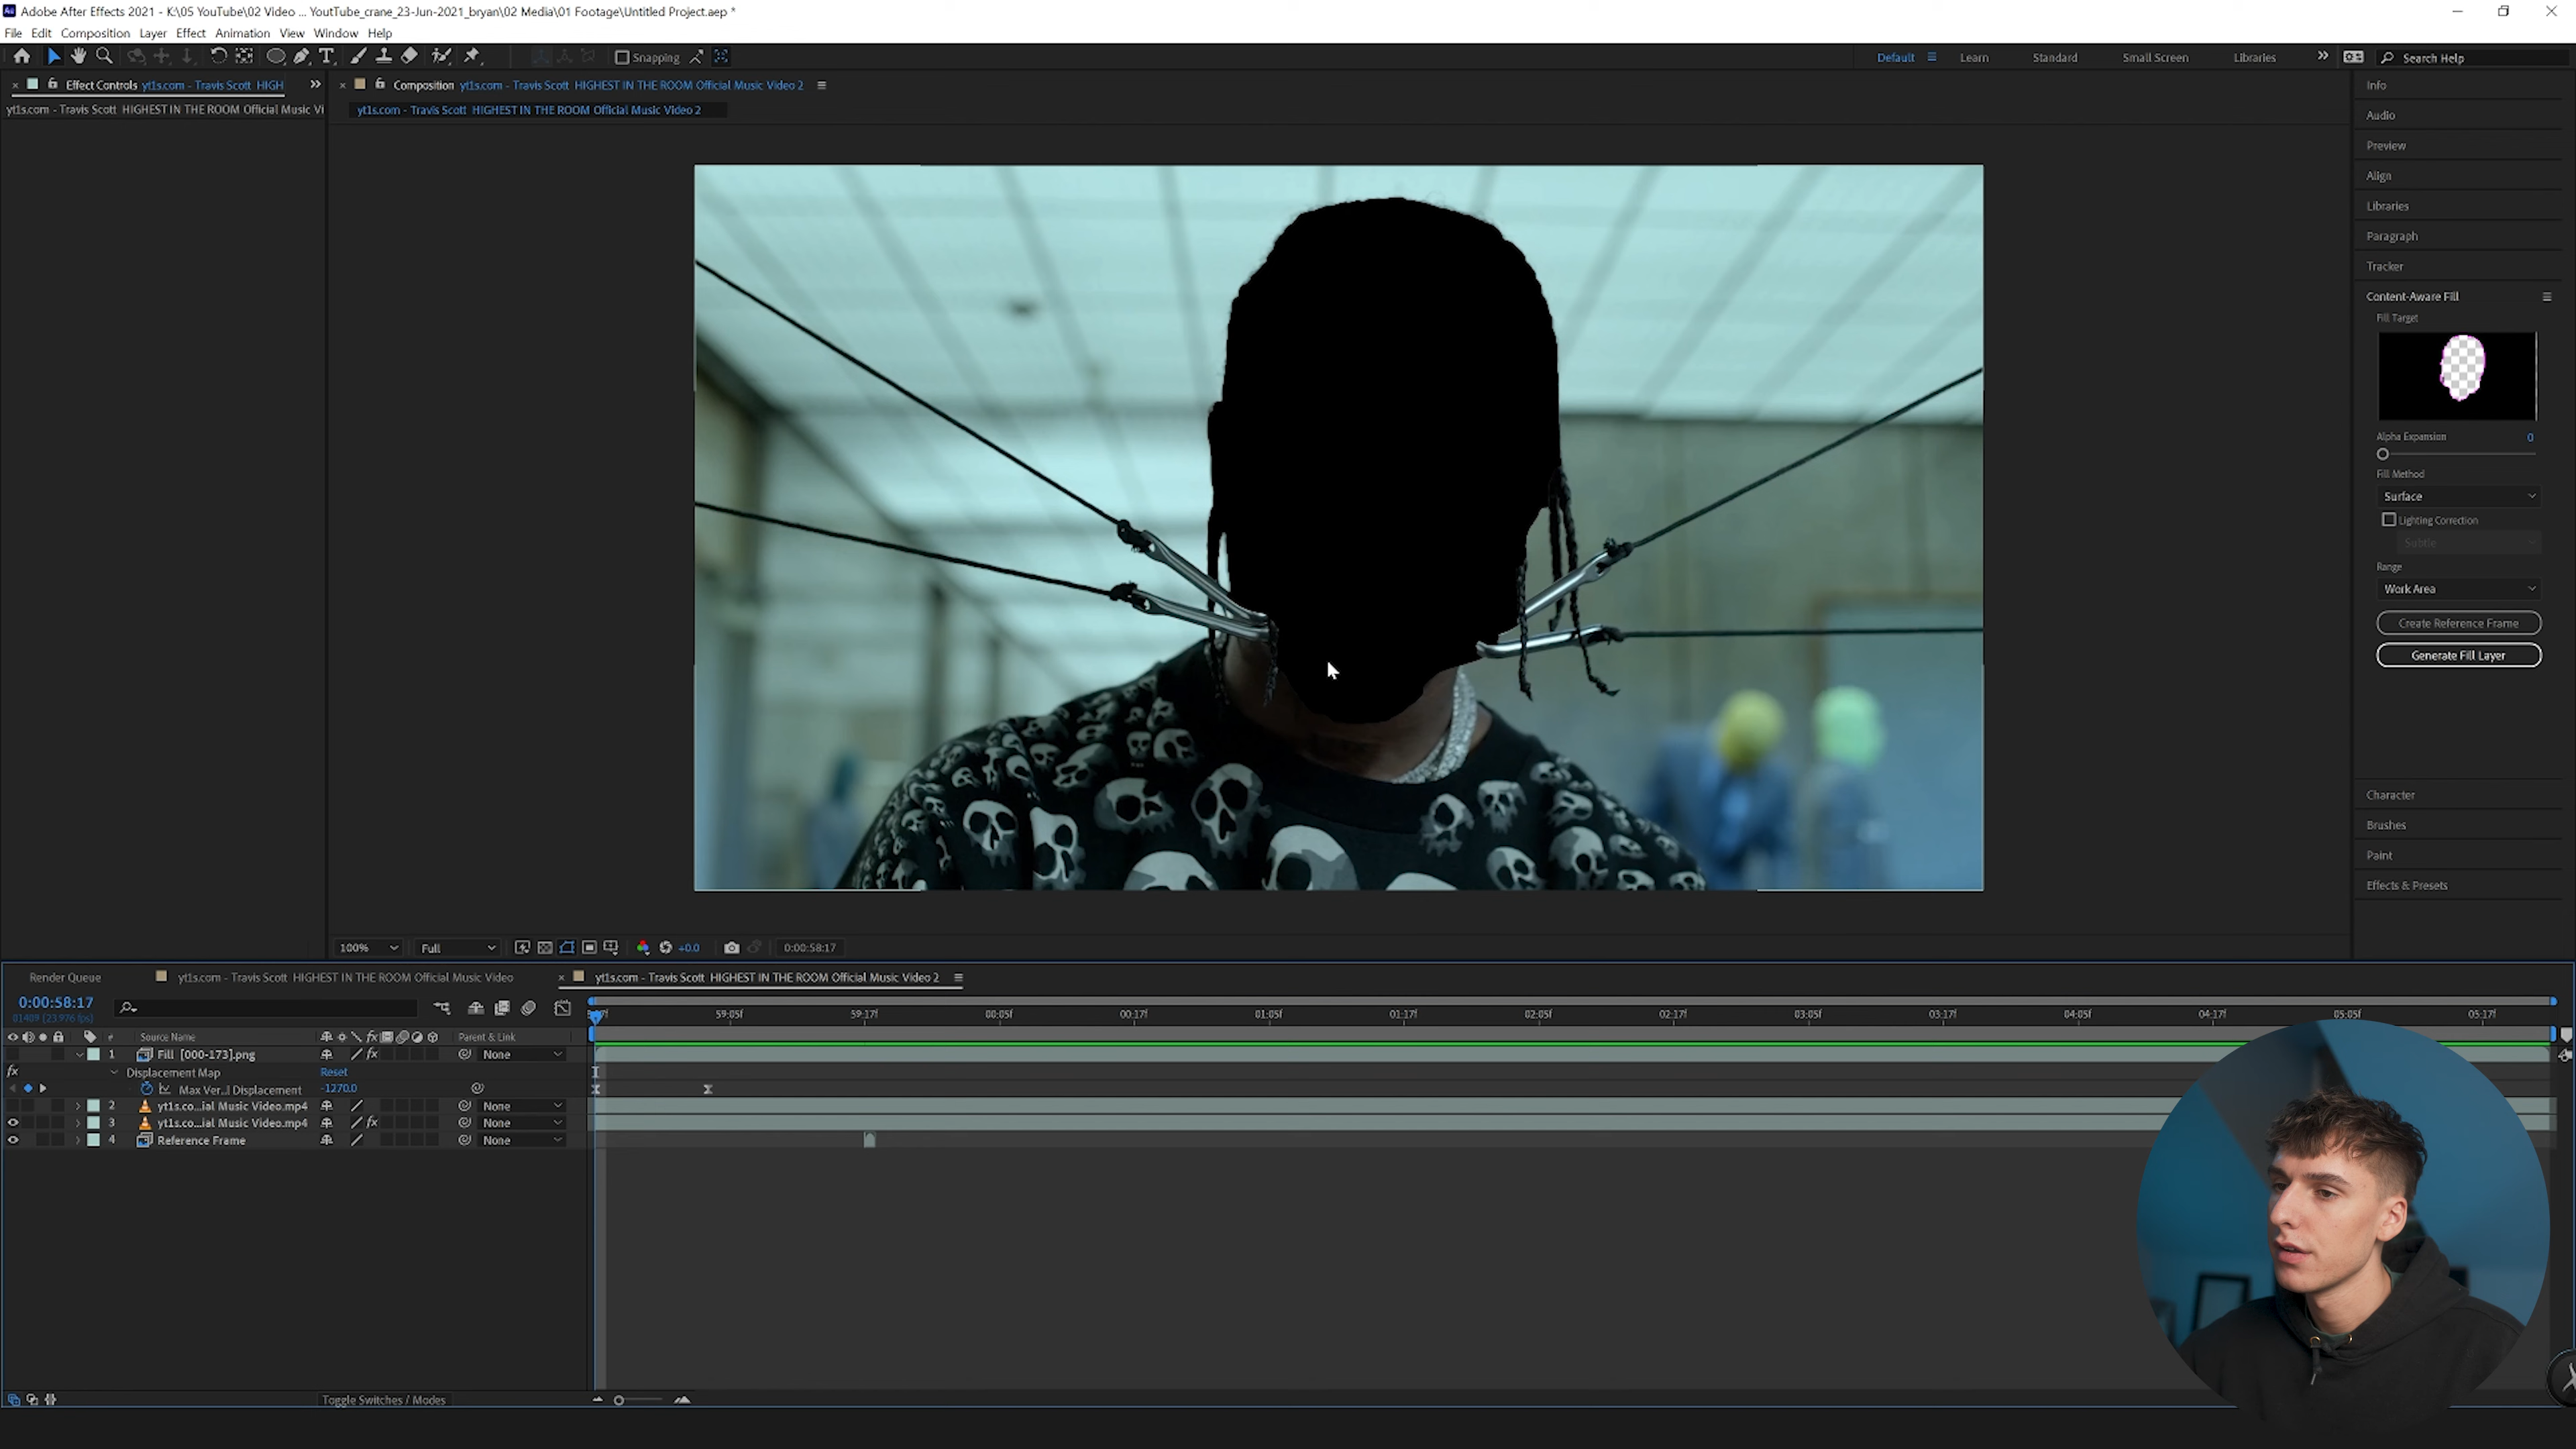 Adobe After Effects 2021 - K:\05 YouTube\02 Video ... YoutTube_crane_23-Jun-2021_bryan\02 Media\01 Footage\Untitled Project.aep *
File Edit Composition Layer Effect Animation View Window Help
Snapping
Default Learn Standard Small Screen Libraries Search Help
Effect Controls yt1s.com - Travis Scott HIGH
yt1s.com - Travis Scott HIGHEST IN THE ROOM Official Music Vi
Composition yt1s.com - Travis Scott HIGHEST IN THE ROOM Official Music Video 2
yt1s.com - Travis Scott HIGHEST IN THE ROOM Official Music Video 2
Info
Audio
Preview
Align
Libraries
Paragraph
Tracker
Content-Aware Fill
Fill Target
Alpha Expansion 0
Fill Method
Surface
Lighting Correction
Subtle
Range
Work Area
Create Reference Frame
Generate Fill Layer
Character
Brushes
Paint
Effects & Presets
100% Full +0.0 0:00:58:17
Render Queue yt1s.com - Travis Scott HIGHEST IN THE ROOM Official Music Video yt1s.com - Travis Scott HIGHEST IN THE ROOM Official Music Video 2
0:00:58:17
01409 (23.976 fps)
59:05f 59:17f 00:05f 00:17f 01:05f 01:17f 02:05f 02:17f 03:05f 03:17f 04:05f 04:17f 05:05f 05:17f
# Source Name Parent & Link
1 Fill_[000-173].png None
Displacement Map Reset
Max Ver...l Displacement -1270.0
2 yt1s.co...ial Music Video.mp4 None
3 yt1s.co...ial Music Video.mp4 None
4 Reference Frame None
Toggle Switches / Modes